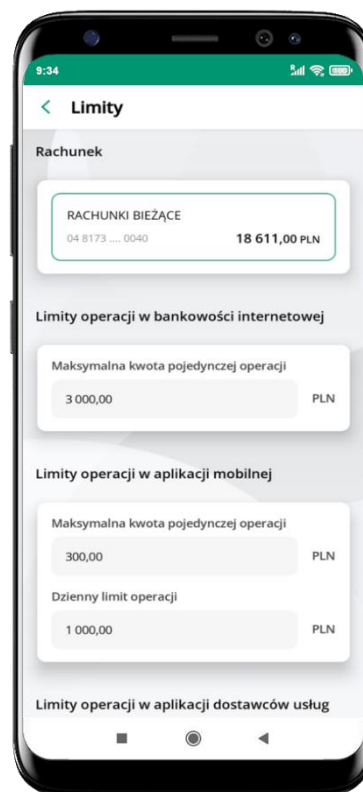 9:34
Limity
Rachunek
RACHUNKI BIEŻĄCE
04 8173 .... 0040 18 611,00 PLN
Limity operacji w bankowości internetowej
Maksymalna kwota pojedynczej operacji
3 000,00 PLN
Limity operacji w aplikacji mobilnej
Maksymalna kwota pojedynczej operacji
300,00 PLN
Dzienny limit operacji
1 000,00 PLN
Limity operacji w aplikacji dostawców usług